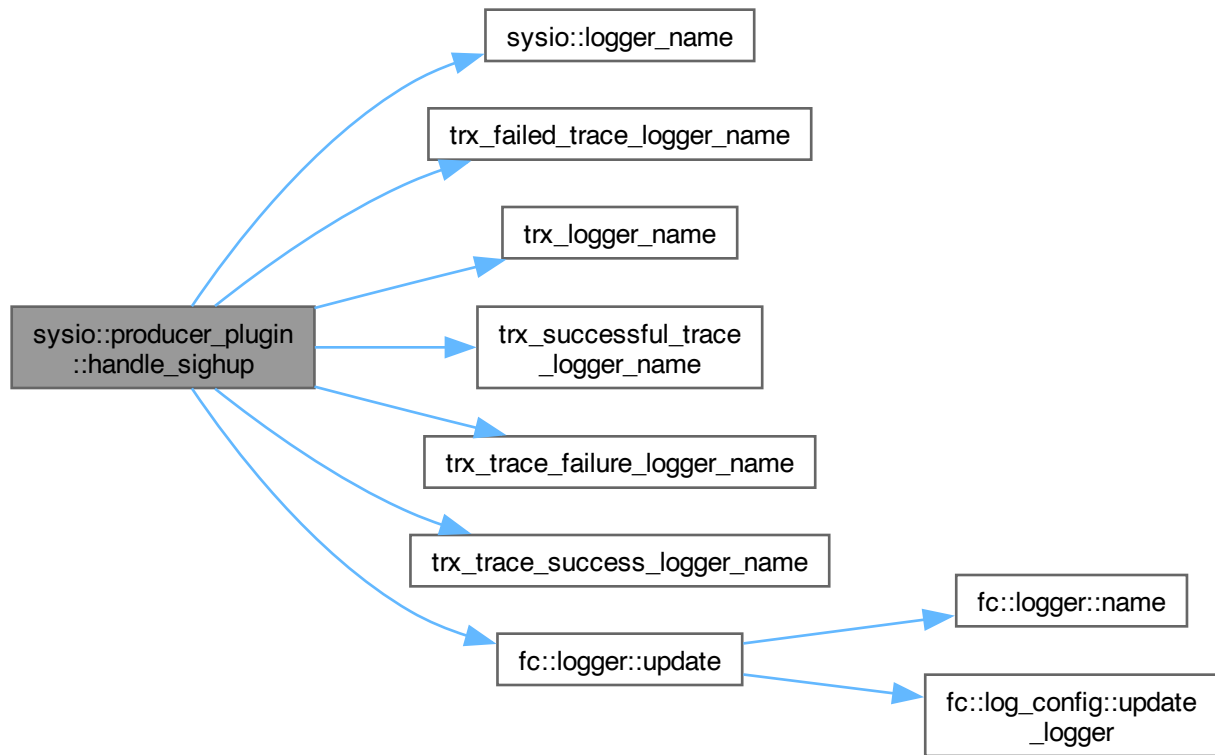 sysio::logger_name
trx_failed_trace_logger_name
trx_logger_name
sysio::producer_plugin
::handle_sighup
trx_successful_trace
_logger_name
trx_trace_failure_logger_name
trx_trace_success_logger_name
fc::logger::update
fc::logger::name
fc::log_config::update
_logger